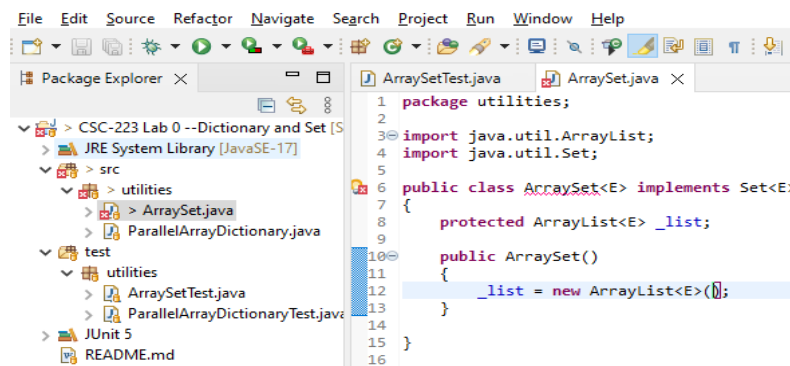 File Edit Source Refactor Navigate Search Project Run Window Help
Package Explorer
> CSC-223 Lab 0 --Dictionary and Set [S
JRE System Library [JavaSE-17]
> src
> utilities
> ArraySet.java
ParallelArrayDictionary.java
test
utilities
ArraySetTest.java
ParallelArrayDictionaryTest.java
JUnit 5
README.md
ArraySetTest.java ArraySet.java
1 package utilities;
2
3 import java.util.ArrayList;
4 import java.util.Set;
5
6 public class ArraySet<E> implements Set<E>
7 {
8 protected ArrayList<E> _list;
9
10 public ArraySet()
11 {
12 _list = new ArrayList<E>();
13 }
14
15 }
16